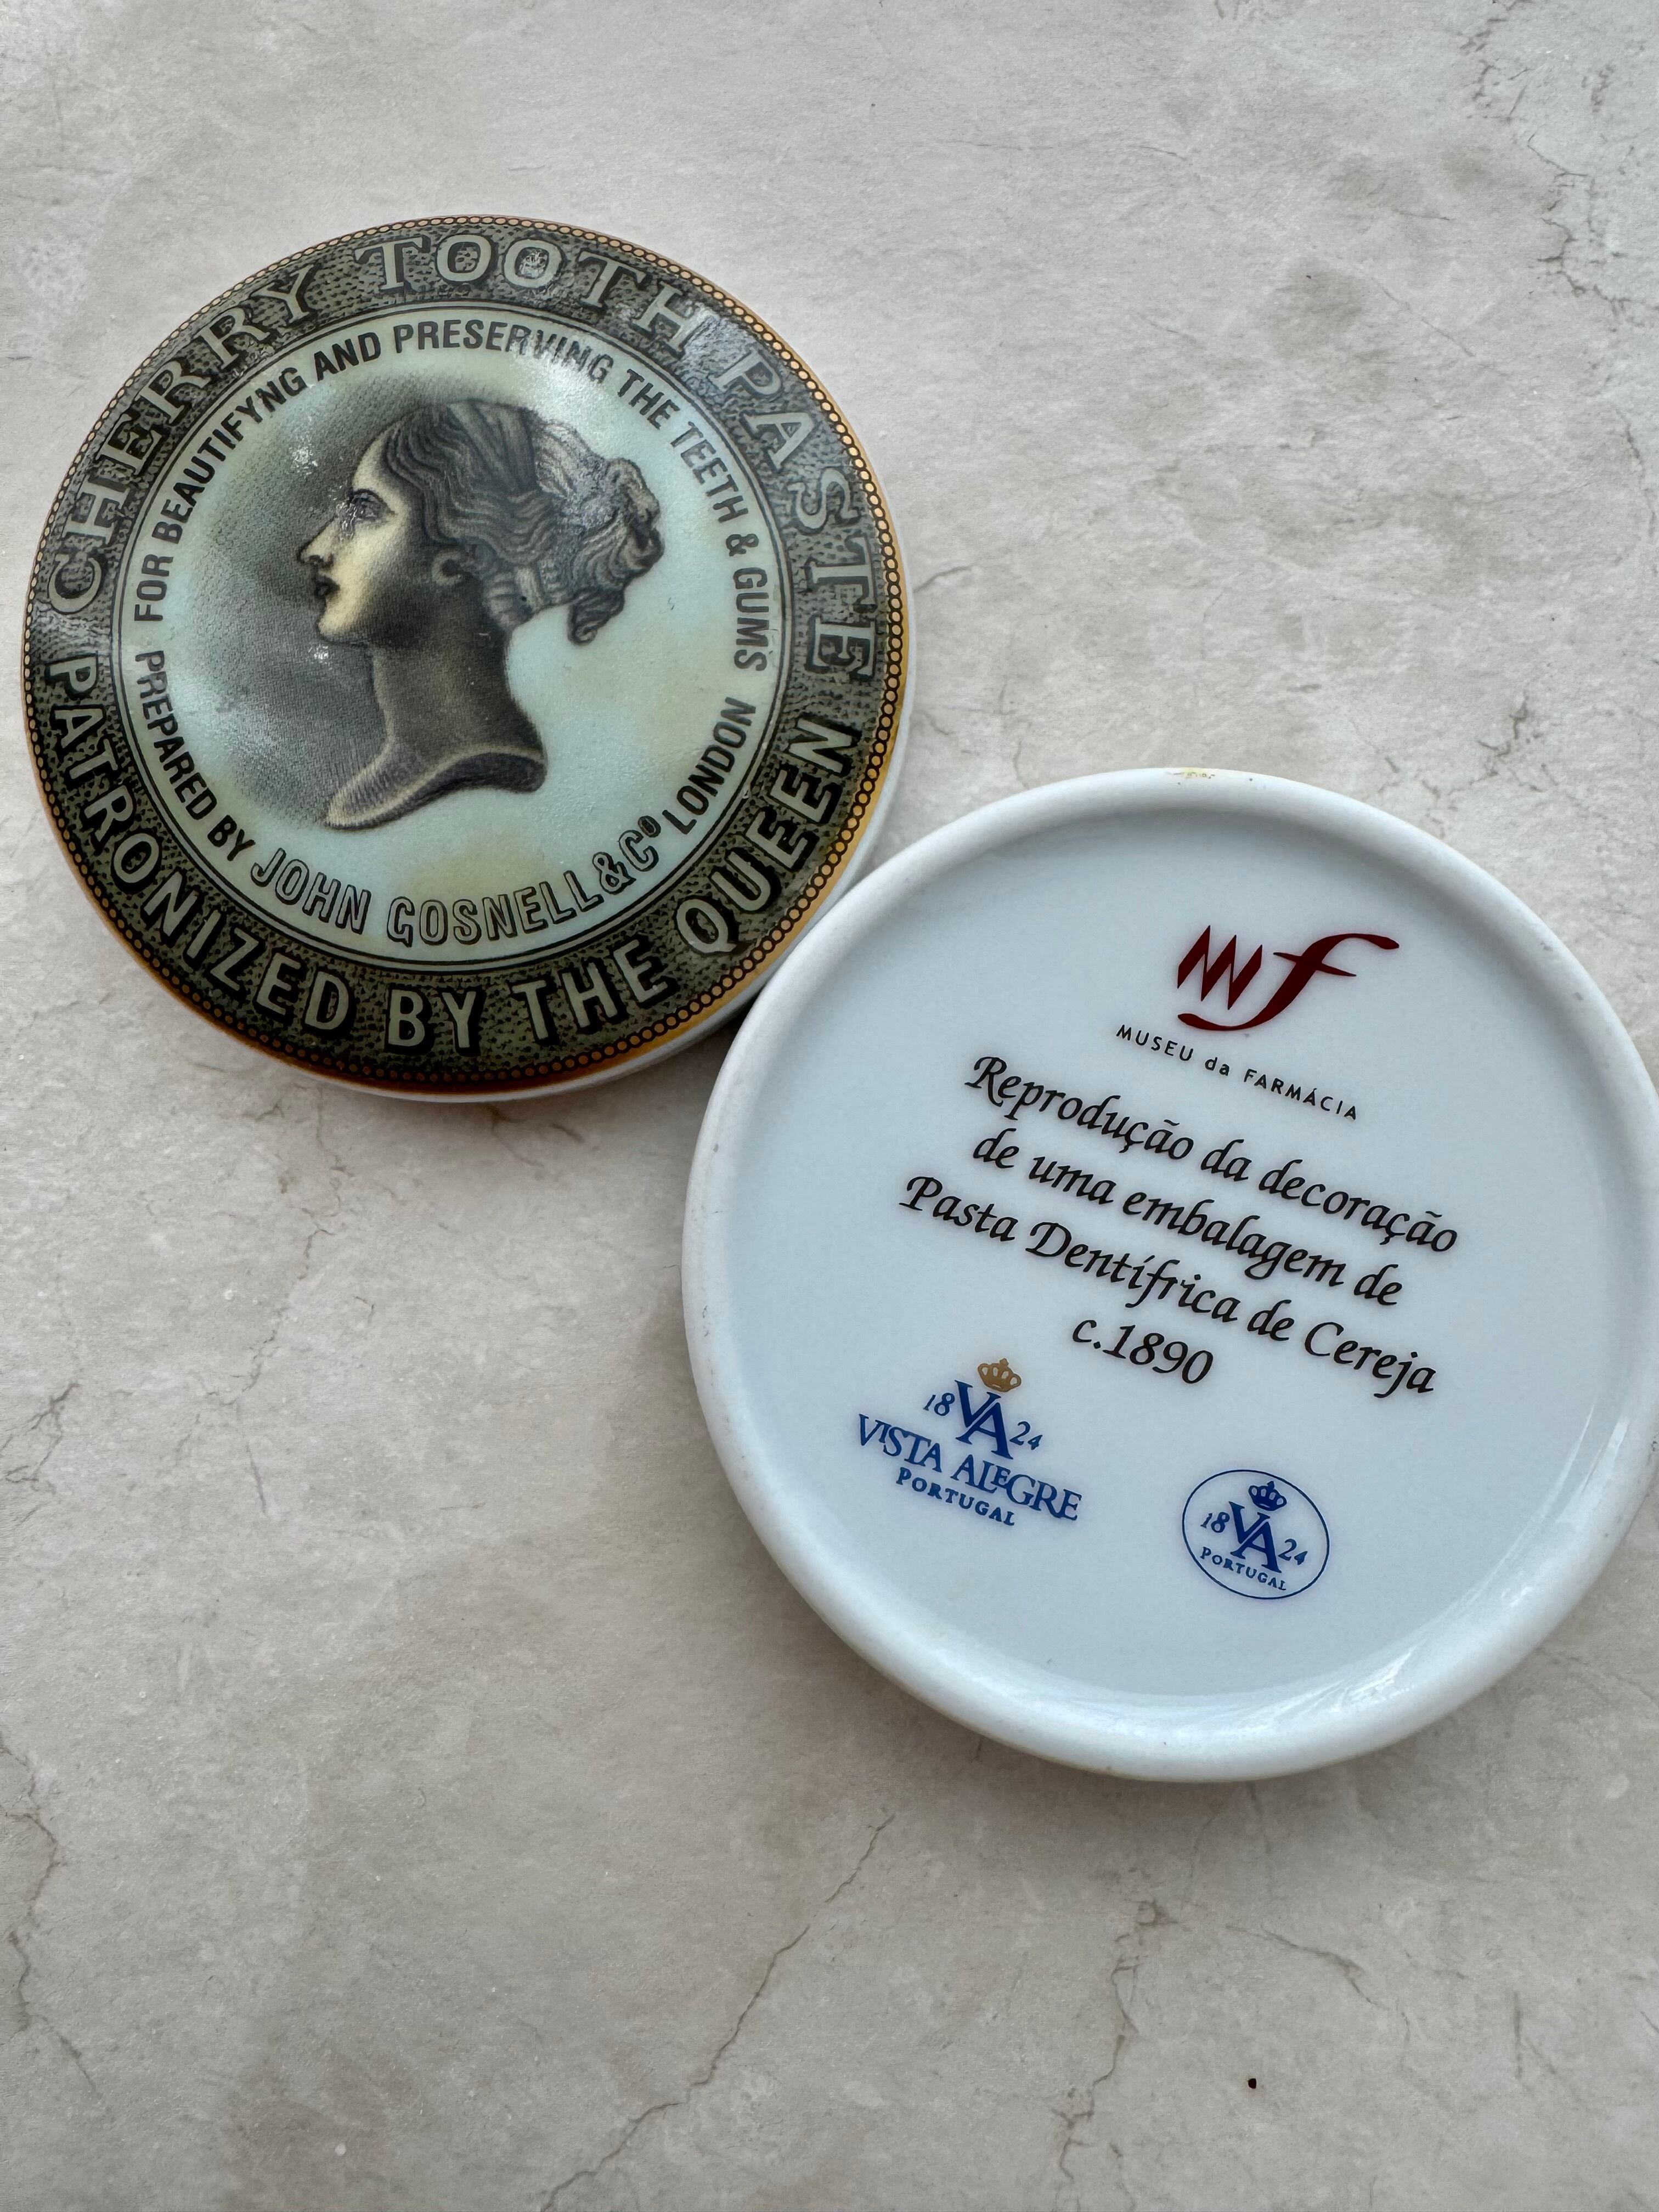 CHERRY TOOTH PASTE
PATRONIZED BY THE QUEEN
FOR BEAUTIFYNG AND PRESERVING THE TEETH & GUMS
PREPARED BY JOHN GOSNELL & Cº LONDON
mf
MUSEU da FARMÁCIA
Reprodução da decoração
de uma embalagem de
Pasta Dentífrica de Cereja
c.1890
18 VA 24
VISTA ALEGRE
PORTUGAL
18 VA 24
PORTUGAL